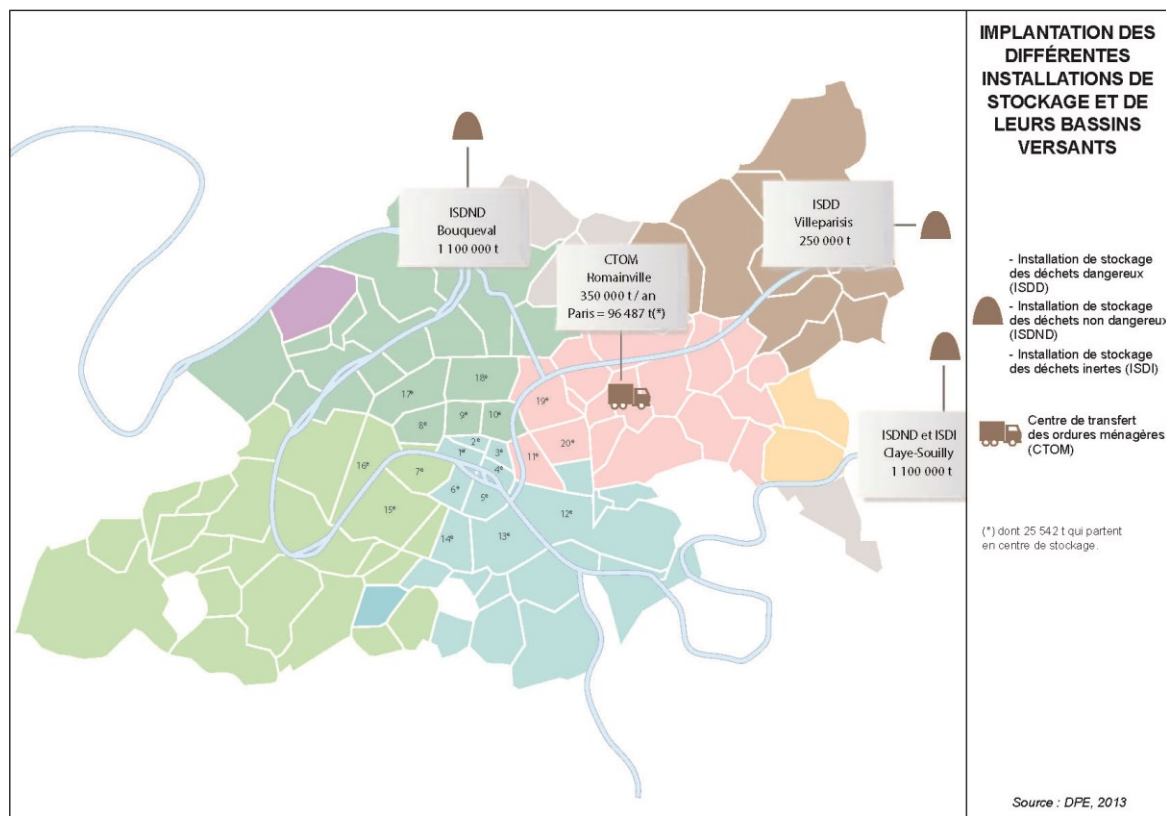 IMPLANTATION DES
DIFFÉRENTES
INSTALLATIONS DE
STOCKAGE ET DE
LEURS BASSINS
VERSANTS
ISDND
Bouqueval
1 100 000 t
ISDD
Villeparisis
250 000 t
CTOM
Romainville
350 000 t / an
Paris = 96 487 t(*)
ISDND et ISDI
Claye-Souilly
1 100 000 t
17e
18e
19e
8e
9e
10e
2e
1e
3e
4e
11e
20e
16e
7e
6e
5e
15e
12e
14e
13e
- Installation de stockage
des déchets dangereux
(ISDD)
- Installation de stockage
des déchets non dangereux
(ISDND)
- Installation de stockage
des déchets inertes (ISDI)
Centre de transfert
des ordures ménagères
(CTOM)
(*) dont 25 542 t qui partent
en centre de stockage.
Source : DPE, 2013